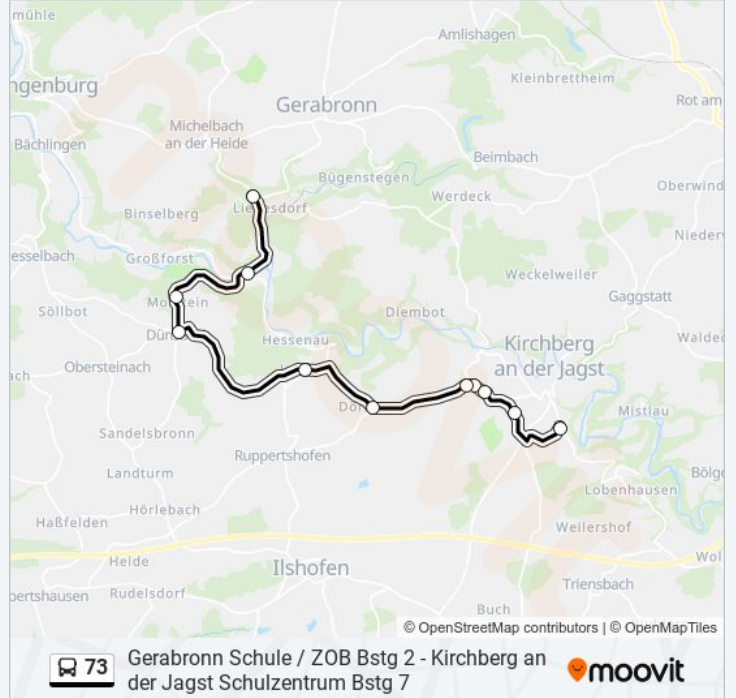 mühle
Amlishagen
ngenburg
Kleinbrettheim
Gerabronn
Rot am
Michelbach
an der Heide
Bächlingen
Beimbach
Bügenstegen
Oberwind
Werdeck
Binselberg
Nieder
esselbach
Großforst
Weckelweiler
Gaggstatt
Söllbot
Diembot
Hessenau
Kirchberg
an der Jagst
Waldec
Obersteinach
ach
Mistlau
Sandelsbronn
Ruppertshofen
Landturm
Bölge
Lobenhausen
Hörlebach
Haßfelden
Weilershof
Wol
Heide
Ilshofen
Triensbach
bertshausen
Rudelsdorf
Buch
© OpenStreetMap contributors | © OpenMapTiles
73
Gerabronn Schule / ZOB Bstg 2 - Kirchberg an
der Jagst Schulzentrum Bstg 7
moovit